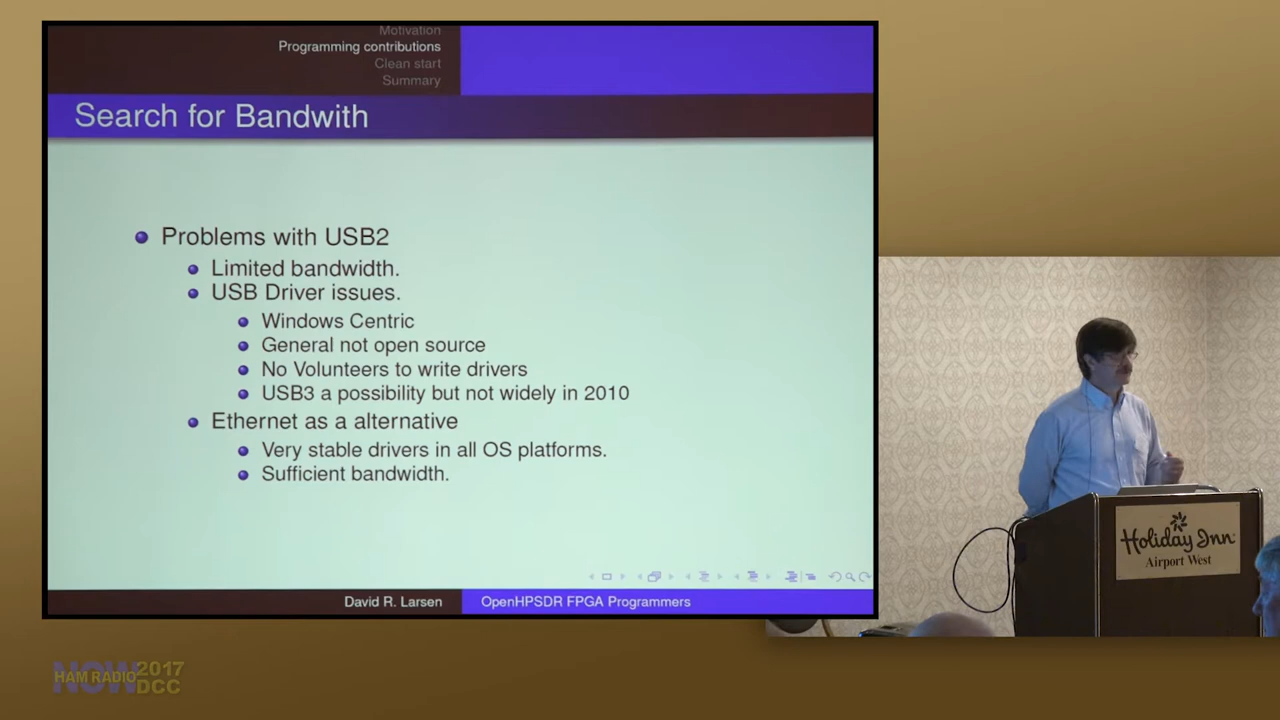 Motivation
Programming contributions
Clean start
Summary
Search for Bandwith
Problems with USB2
Limited bandwidth.
USB Driver issues.
Windows Centric
General not open source
No Volunteers to write drivers
USB3 a possibility but not widely in 2010
Ethernet as a alternative
Very stable drivers in all OS platforms.
Sufficient bandwidth.
David R. Larsen
OpenHPSDR FPGA Programmers
Holiday Inn
Airport West
NOW
HAM RADIO
2017
DCC